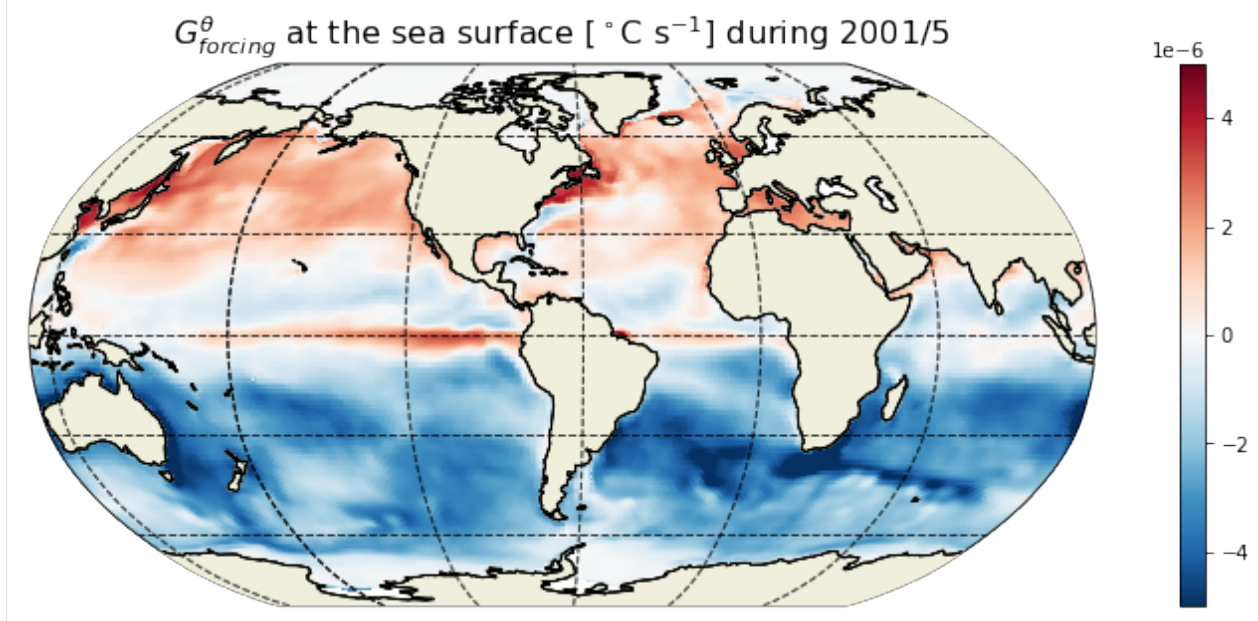 G^θ_forcing at the sea surface [°C s⁻¹] during 2001/5
1e−6
4
2
0
−2
−4